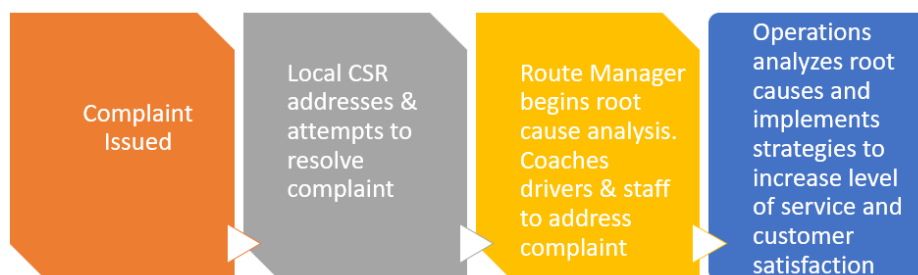 Complaint
Issued
Local CSR
addresses &
attempts to
resolve
complaint
Route Manager
begins root
cause analysis.
Coaches
drivers & staff
to address
complaint
Operations
analyzes root
causes and
implements
strategies to
increase level
of service and
customer
satisfaction